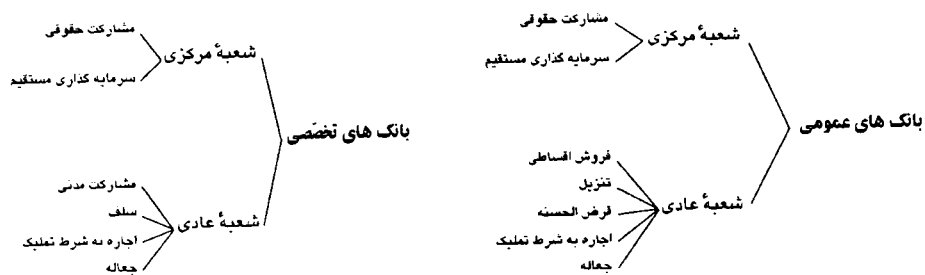 بانک های عمومی
شعبهٔ مرکزی
مشارکت حقوقی
سرمایه گذاری مستقیم
شعبهٔ عادی
فروش اقساطی
تنزیل
قرض الحسنه
اجاره به شرط تملیک
جعاله
بانک های تخصّصی
شعبهٔ مرکزی
مشارکت حقوقی
سرمایه گذاری مستقیم
شعبهٔ عادی
مشارکت مدنی
سلف
اجاره به شرط تملیک
جعاله